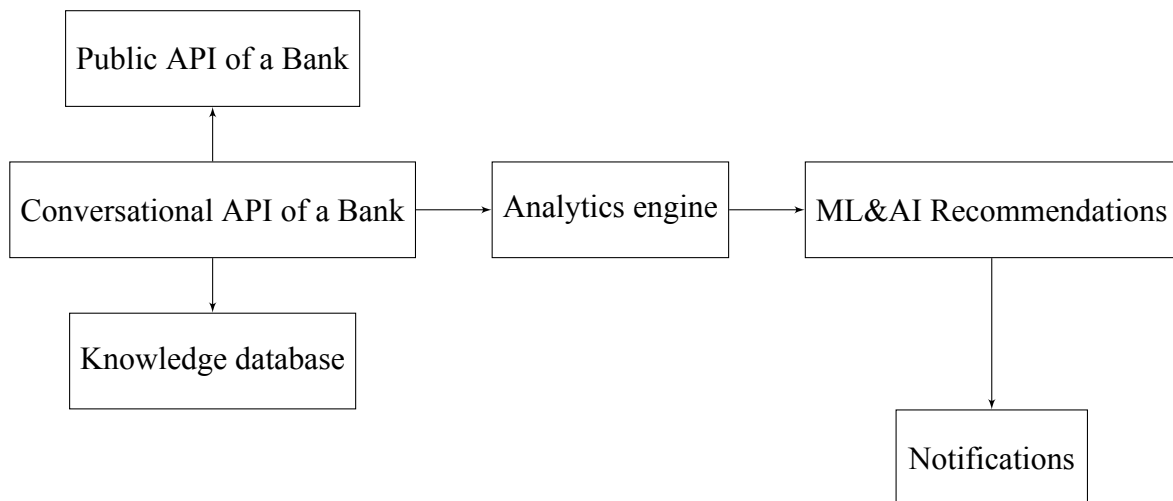 Public API of a Bank
Conversational API of a Bank
Analytics engine
ML&AI Recommendations
Knowledge database
Notifications